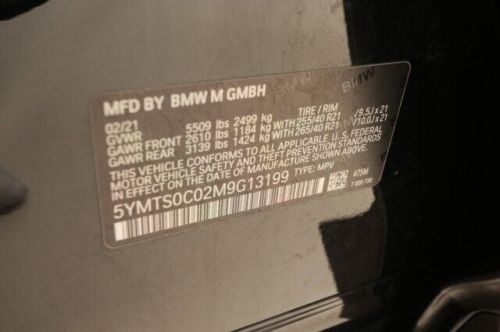 MFD BY BMW M GMBH
02/21
GVWR 5509 lbs 2499 kg TIRE / RIM
GAWR FRONT 2610 lbs 1184 kg WITH 255/40 R21 /9.5J x 21
GAWR REAR 3139 lbs 1424 kg WITH 265/40 R21 /10.0J x 21
THIS VEHICLE CONFORMS TO ALL APPLICABLE U.S. FEDERAL
MOTOR VEHICLE SAFETY STANDARDS IN EFFECT ON
THE DATE OF MANUFACTURE SHOWN ABOVE.
5YMTS0C02M9G13199 TYPE: MPV
475M
BMW
BMW